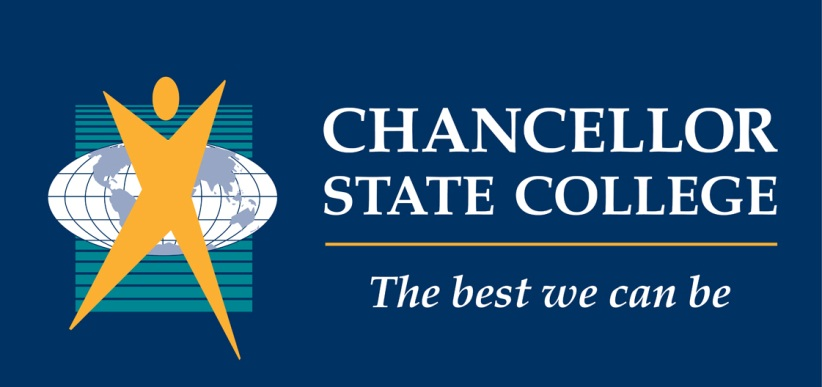 CHANCELLOR
STATE COLLEGE
The best we can be